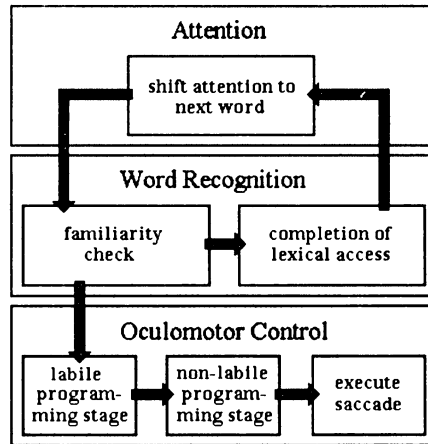 Attention
shift attention to
next word
Word Recognition
familiarity
check
completion of
lexical access
Oculomotor Control
labile
program-
ming stage
non-labile
program-
ming stage
execute
saccade